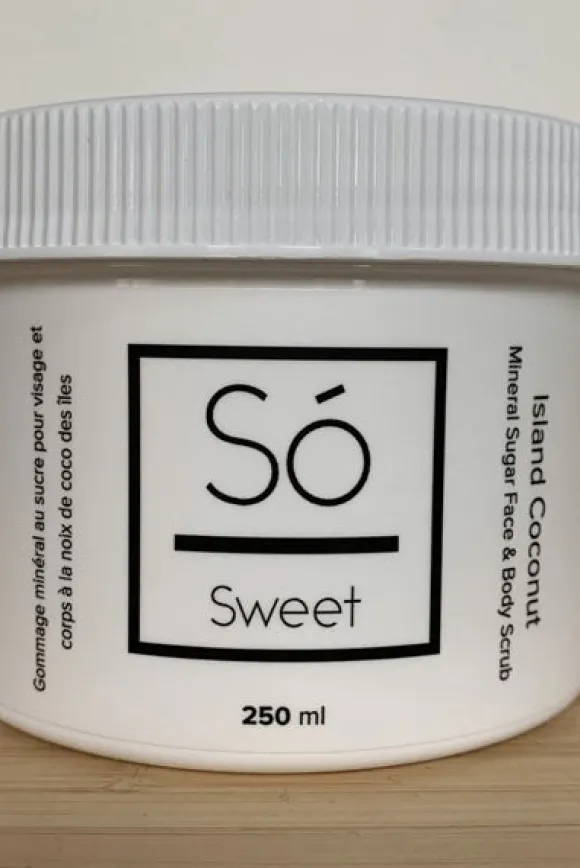 Gommage minéral au sucre pour visage et
corps à la noix de coco des îles
Só
Sweet
250 ml
Island Coconut
Mineral Sugar Face & Body Scrub